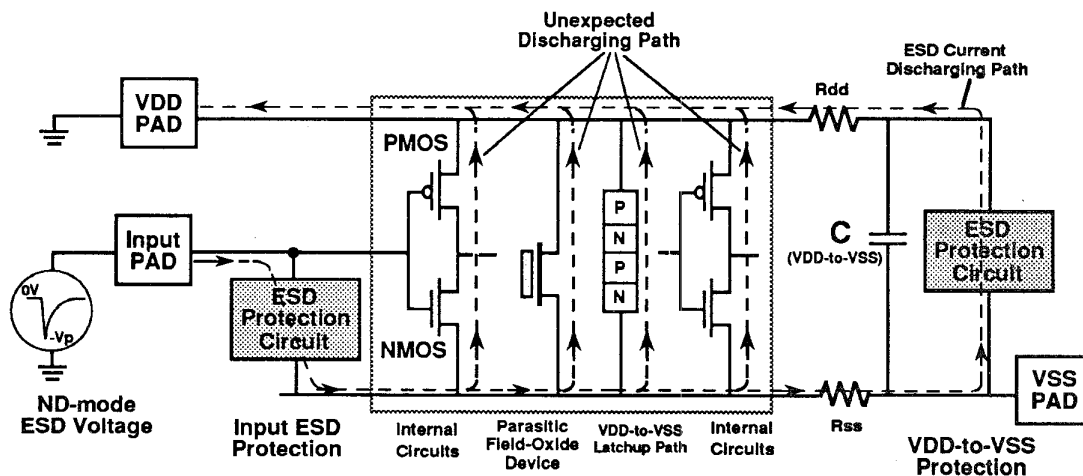 Unexpected
Discharging Path
ESD Current
Discharging Path
VDD
PAD
Rdd
PMOS
Input
PAD
P
N
P
N
C
(VDD-to-VSS)
ESD
Protection
Circuit
0V
-Vp
ESD
Protection
Circuit
NMOS
VSS
PAD
ND-mode
ESD Voltage
Input ESD
Protection
Internal
Circuits
Parasitic
Field-Oxide
Device
VDD-to-VSS
Latchup Path
Internal
Circuits
Rss
VDD-to-VSS
Protection